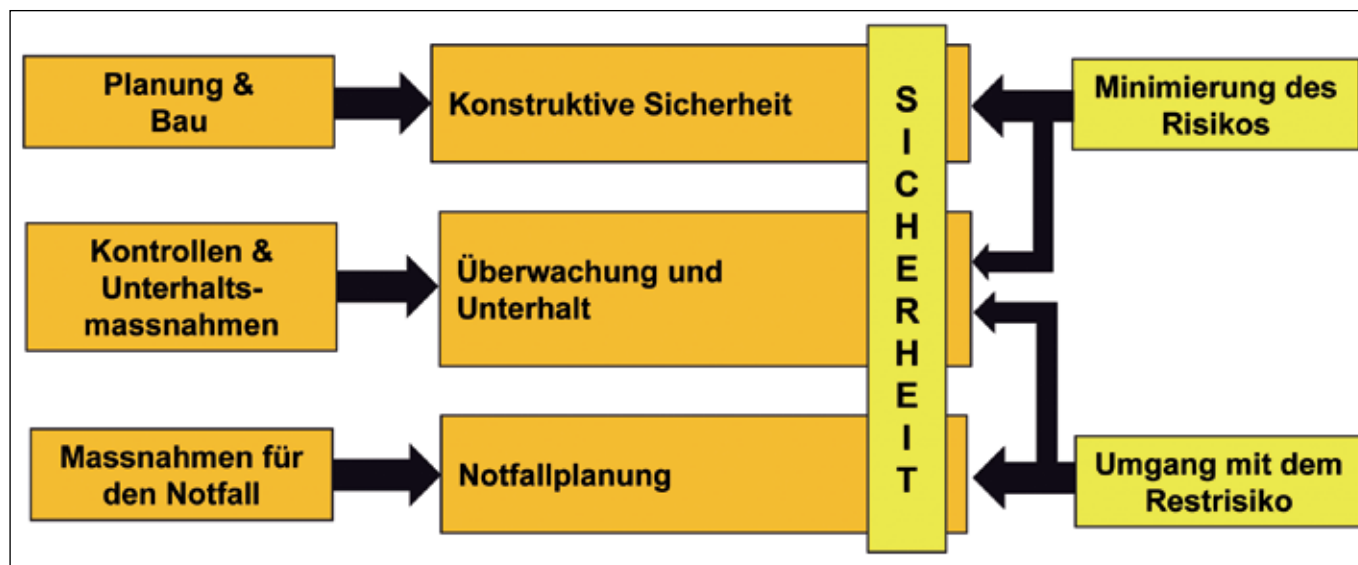 Planung &
Bau
Konstruktive Sicherheit
SICHERHEIT
Minimierung des
Risikos
Kontrollen &
Unterhalts-
massnahmen
Überwachung und
Unterhalt
Massnahmen für
den Notfall
Notfallplanung
Umgang mit dem
Restrisiko